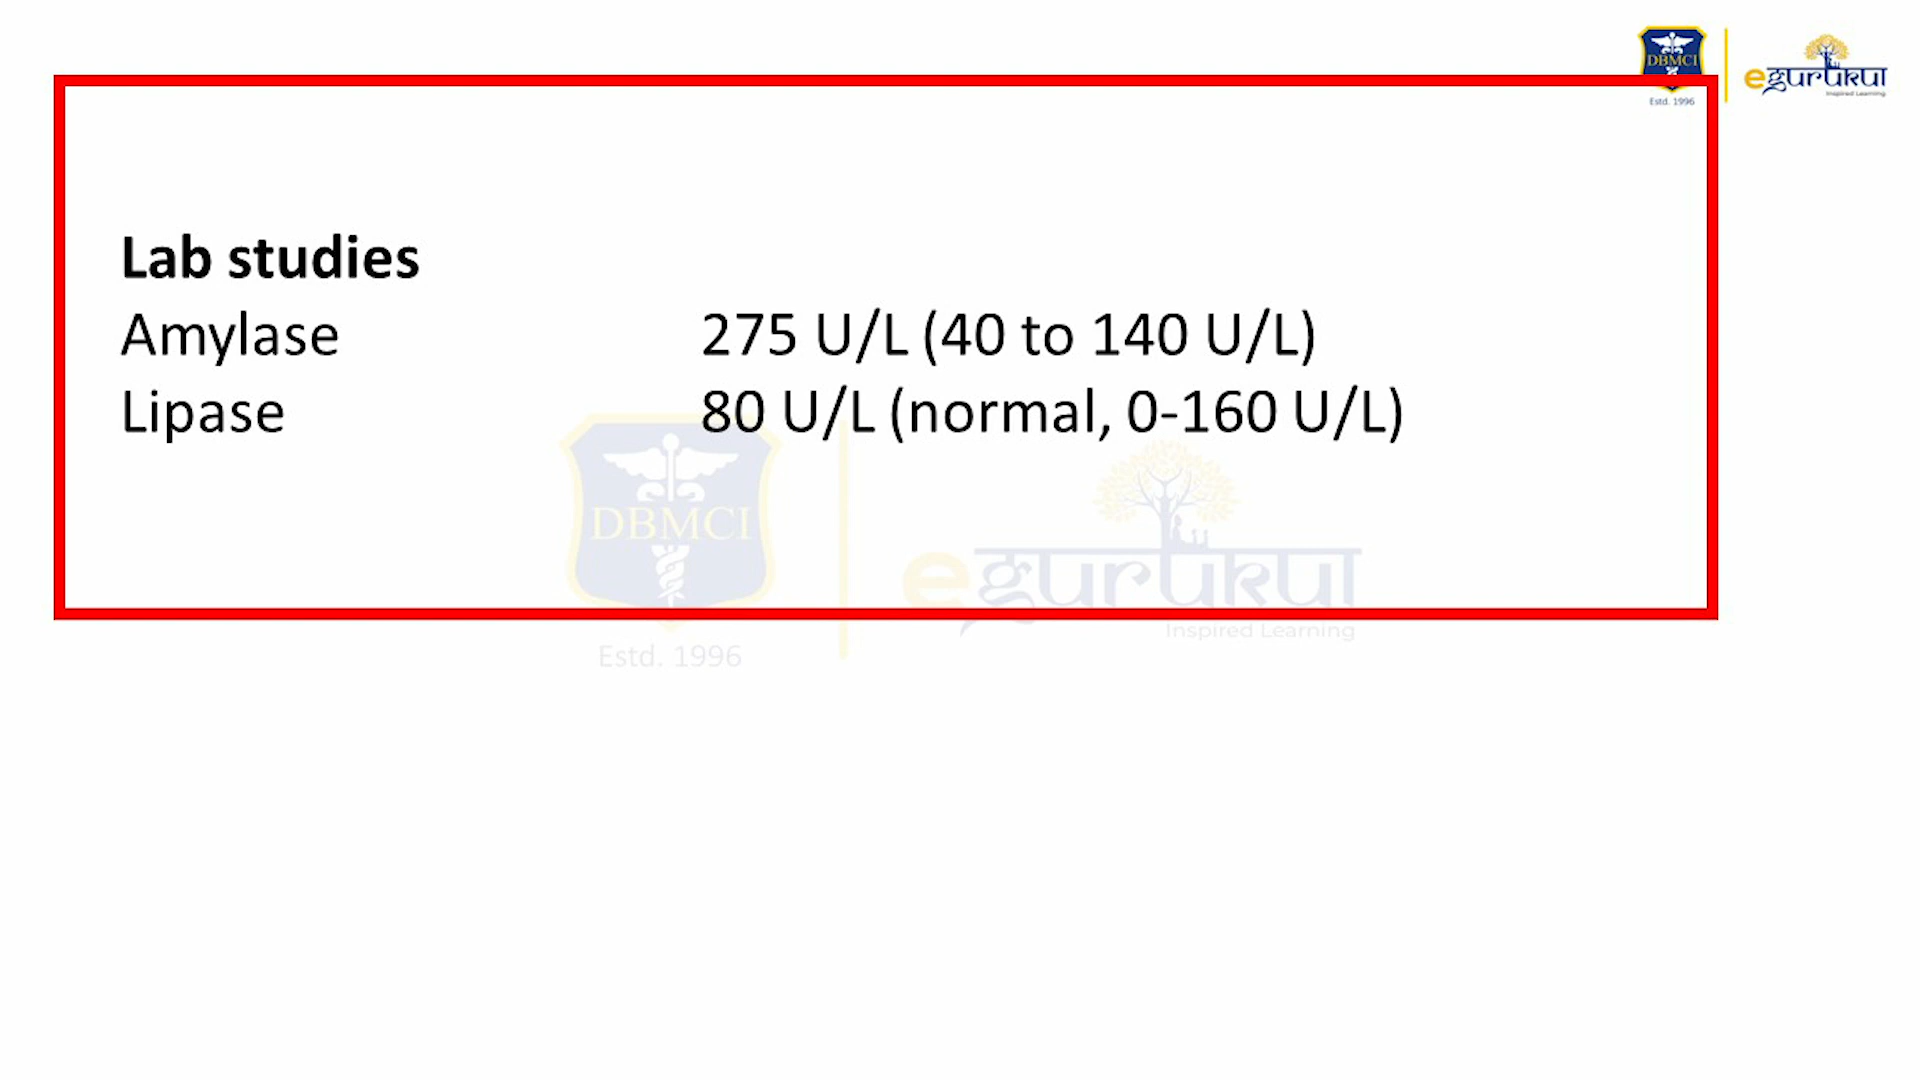 DBMCI
Estd. 1996
egurukul
Inspired Learning
Lab studies
Amylase 275 U/L (40 to 140 U/L)
Lipase 80 U/L (normal, 0-160 U/L)
DBMCI
egurukul
Inspired Learning
Estd. 1996